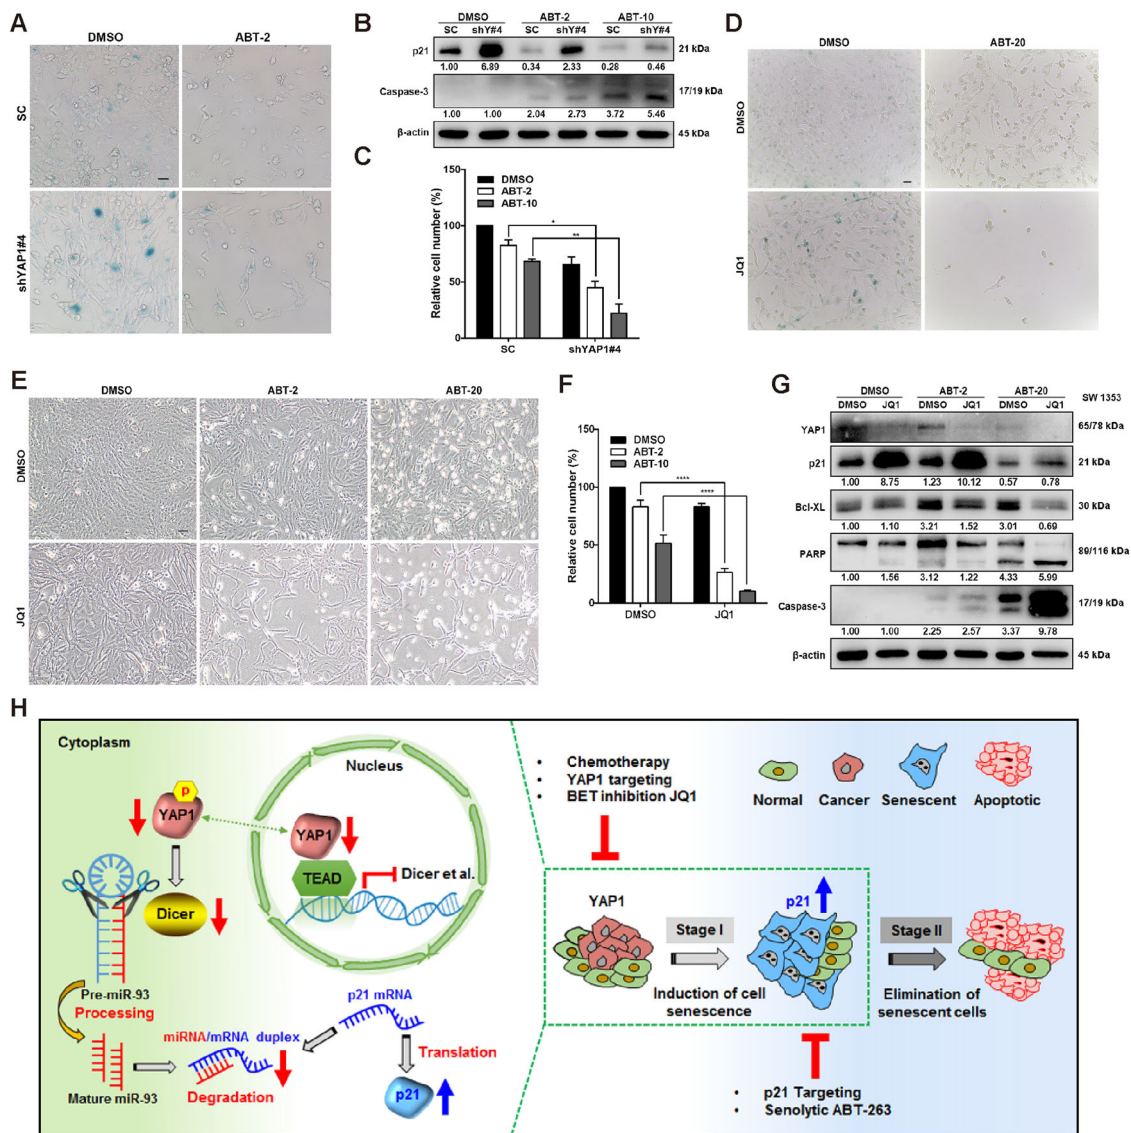 A
DMSO
ABT-2
SC
shYAP1#4
B
DMSO
ABT-2
ABT-10
SC shY#4 SC shY#4 SC shY#4
p21
21 kDa
1.00 6.89 0.34 2.33 0.28 0.46
Caspase-3
17/19 kDa
1.00 1.00 2.04 2.73 3.72 5.46
β-actin
45 kDa
C
Relative cell number (%)
150
100
50
0
DMSO
ABT-2
ABT-10
*
**
SC
shYAP1#4
D
DMSO
ABT-20
DMSO
JQ1
E
DMSO
ABT-2
ABT-20
DMSO
JQ1
F
Relative cell number (%)
150
100
50
0
DMSO
ABT-2
ABT-10
****
****
DMSO
JQ1
G
DMSO
ABT-2
ABT-20
DMSO JQ1 DMSO JQ1 DMSO JQ1
SW 1353
YAP1
65/78 kDa
p21
21 kDa
1.00 8.75 1.23 10.12 0.57 0.78
Bcl-XL
30 kDa
1.00 1.10 3.21 1.52 3.01 0.69
PARP
89/116 kDa
1.00 1.56 3.12 1.22 4.33 5.99
Caspase-3
17/19 kDa
1.00 1.00 2.25 2.57 3.37 9.78
β-actin
45 kDa
H
Cytoplasm
Nucleus
p
YAP1
YAP1
TEAD
Dicer et al.
Dicer
Pre-miR-93
Processing
Mature miR-93
miRNA/mRNA duplex
Degradation
p21 mRNA
Translation
p21
• Chemotherapy
• YAP1 targeting
• BET inhibition JQ1
Normal
Cancer
Senescent
Apoptotic
YAP1
Stage I
Induction of cell
senescence
p21
Stage II
Elimination of
senescent cells
• p21 Targeting
• Senolytic ABT-263